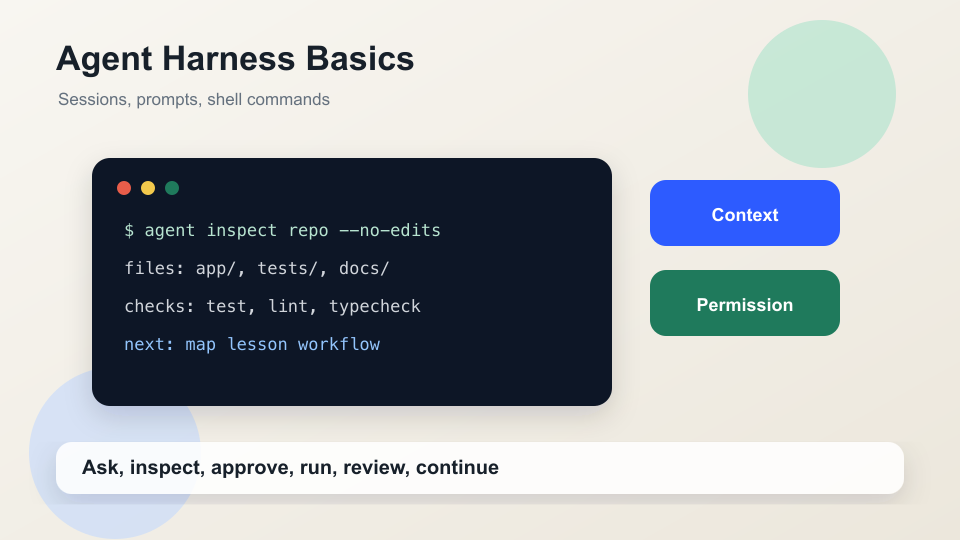 Agent Harness Basics
Sessions, prompts, shell commands
$ agent inspect repo --no-edits
files: app/, tests/, docs/
checks: test, lint, typecheck
next: map lesson workflow
Context
Permission
Ask, inspect, approve, run, review, continue